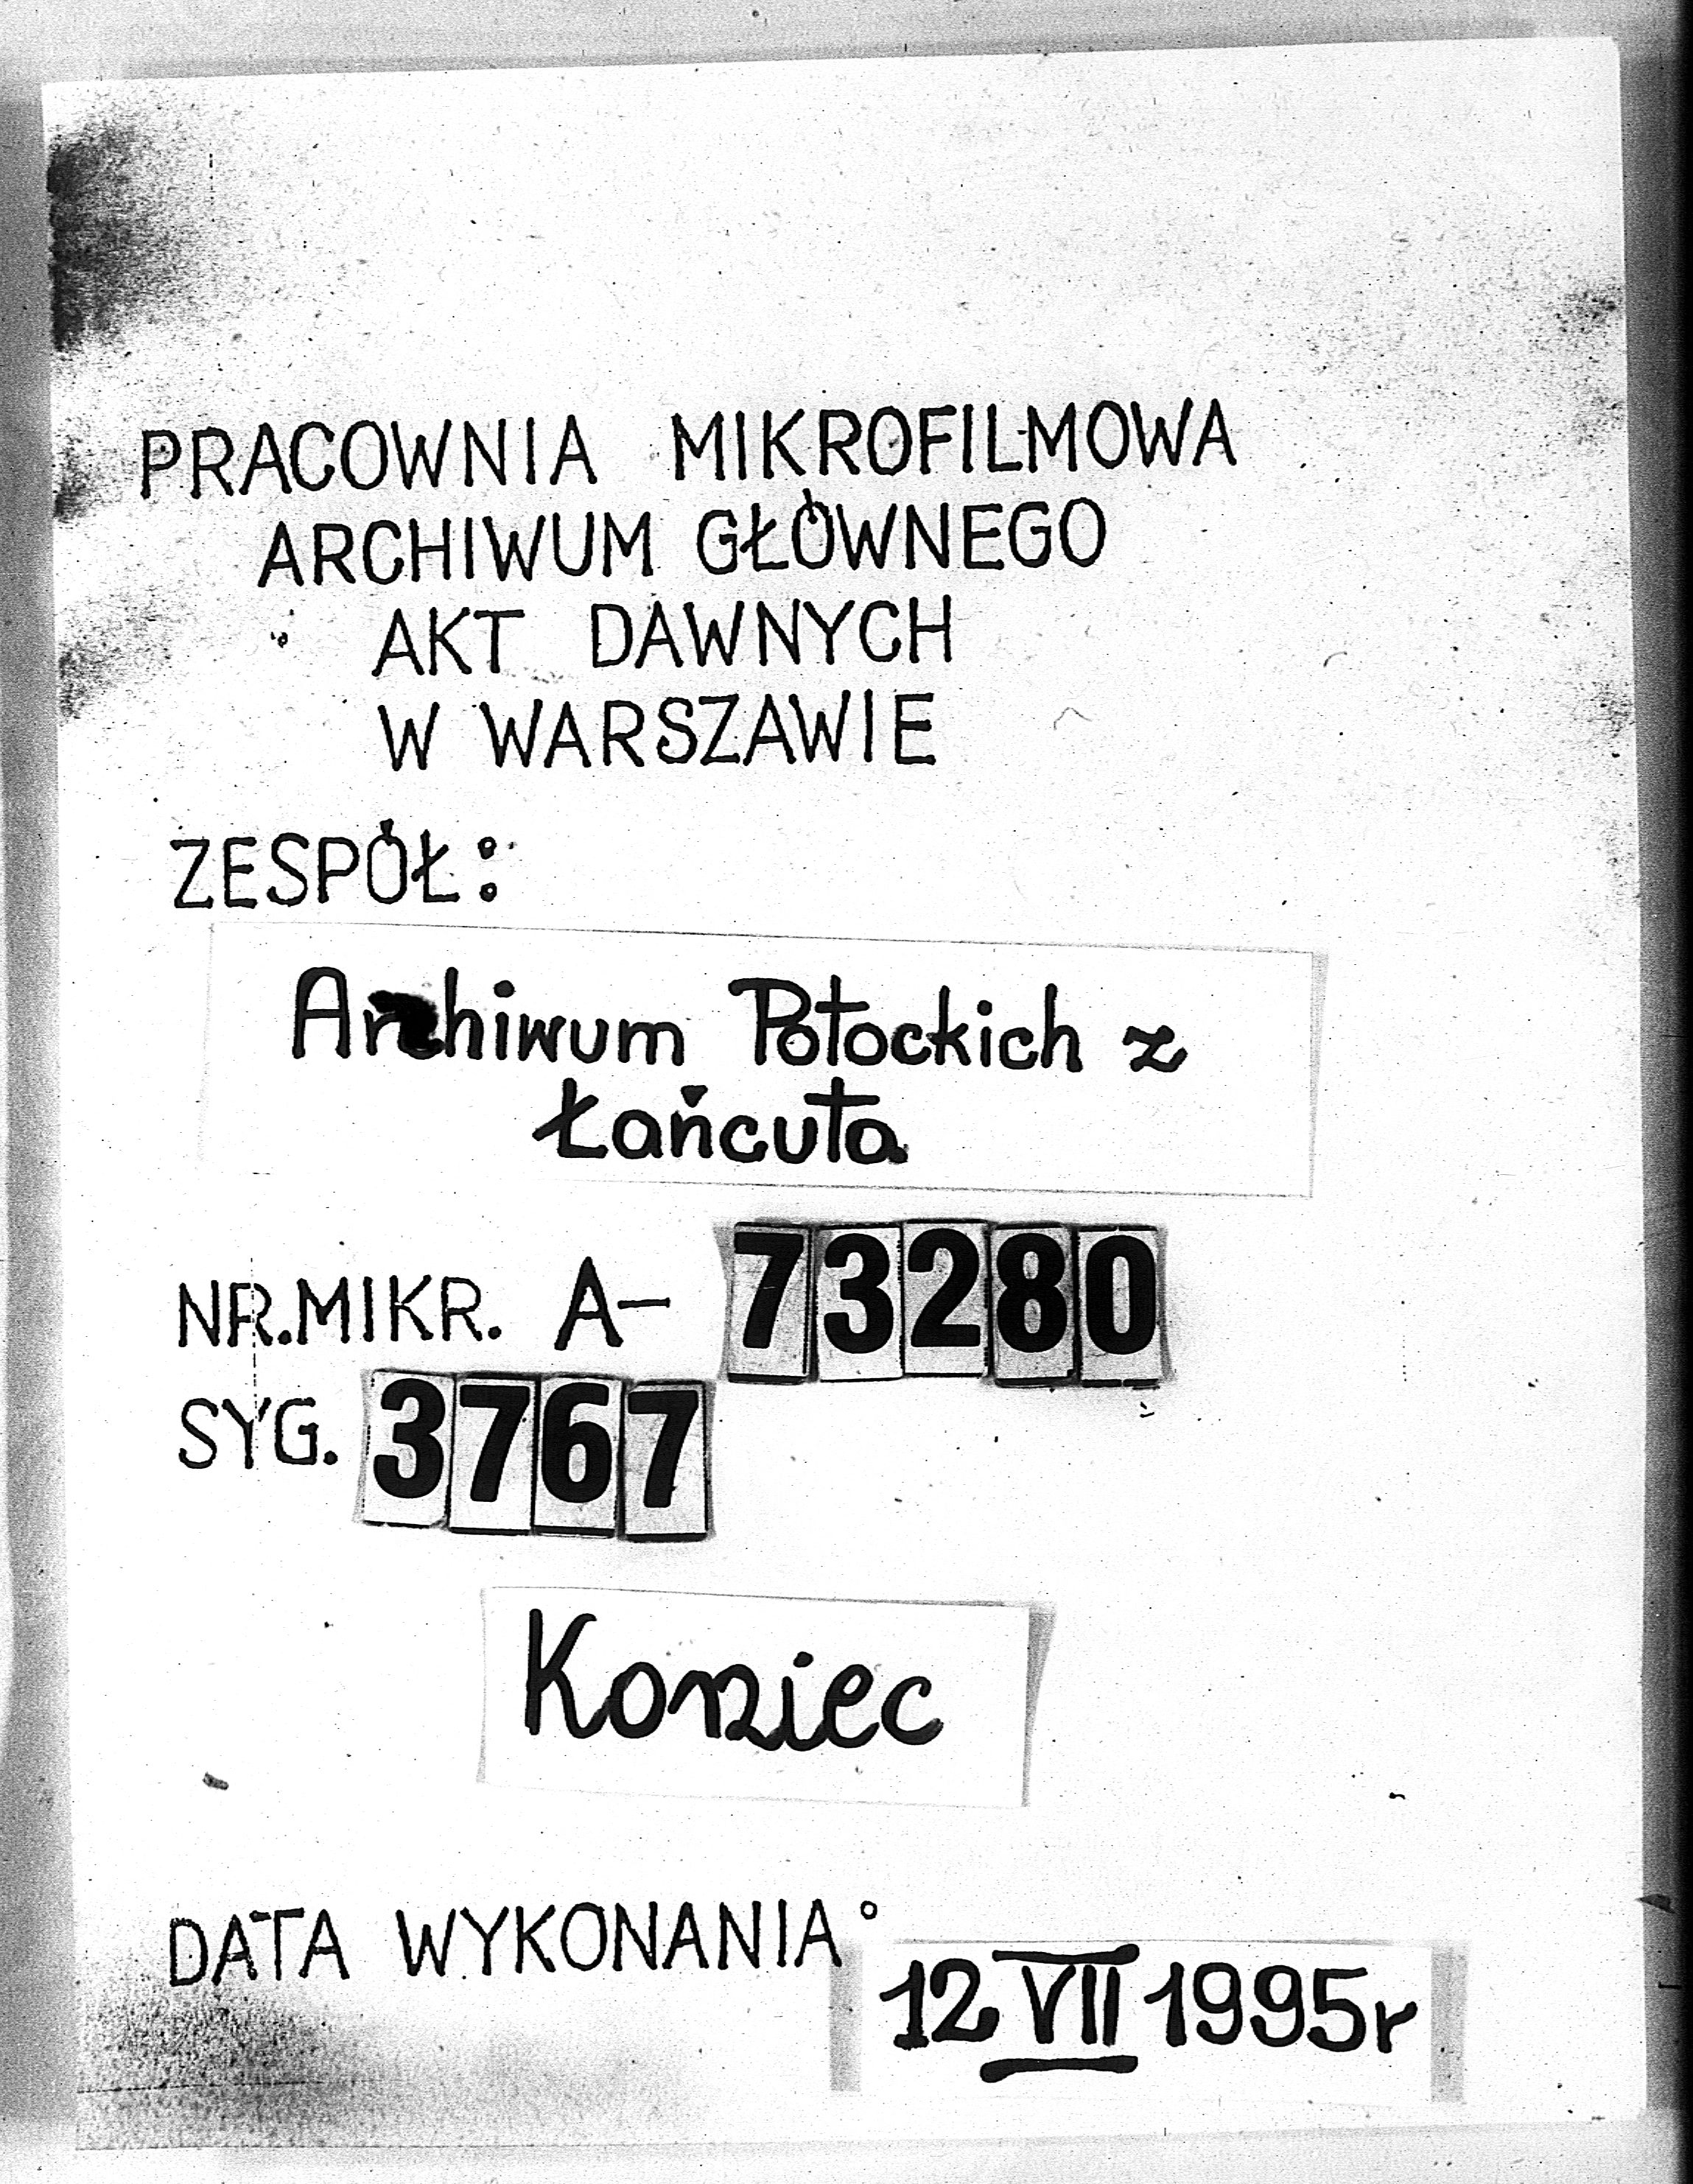 PRACOWNIA MIKROFILMOWA
ARCHIWUM GŁÓWNEGO
AKT DAWNYCH
W WARSZAWIE
ZESPÓŁ:
Archiwum Potockich z
Łańcuta
NR.MIKR. A- 73280
SYG. 3767
Koniec
DATA WYKONANIA:
12 VII 1995r